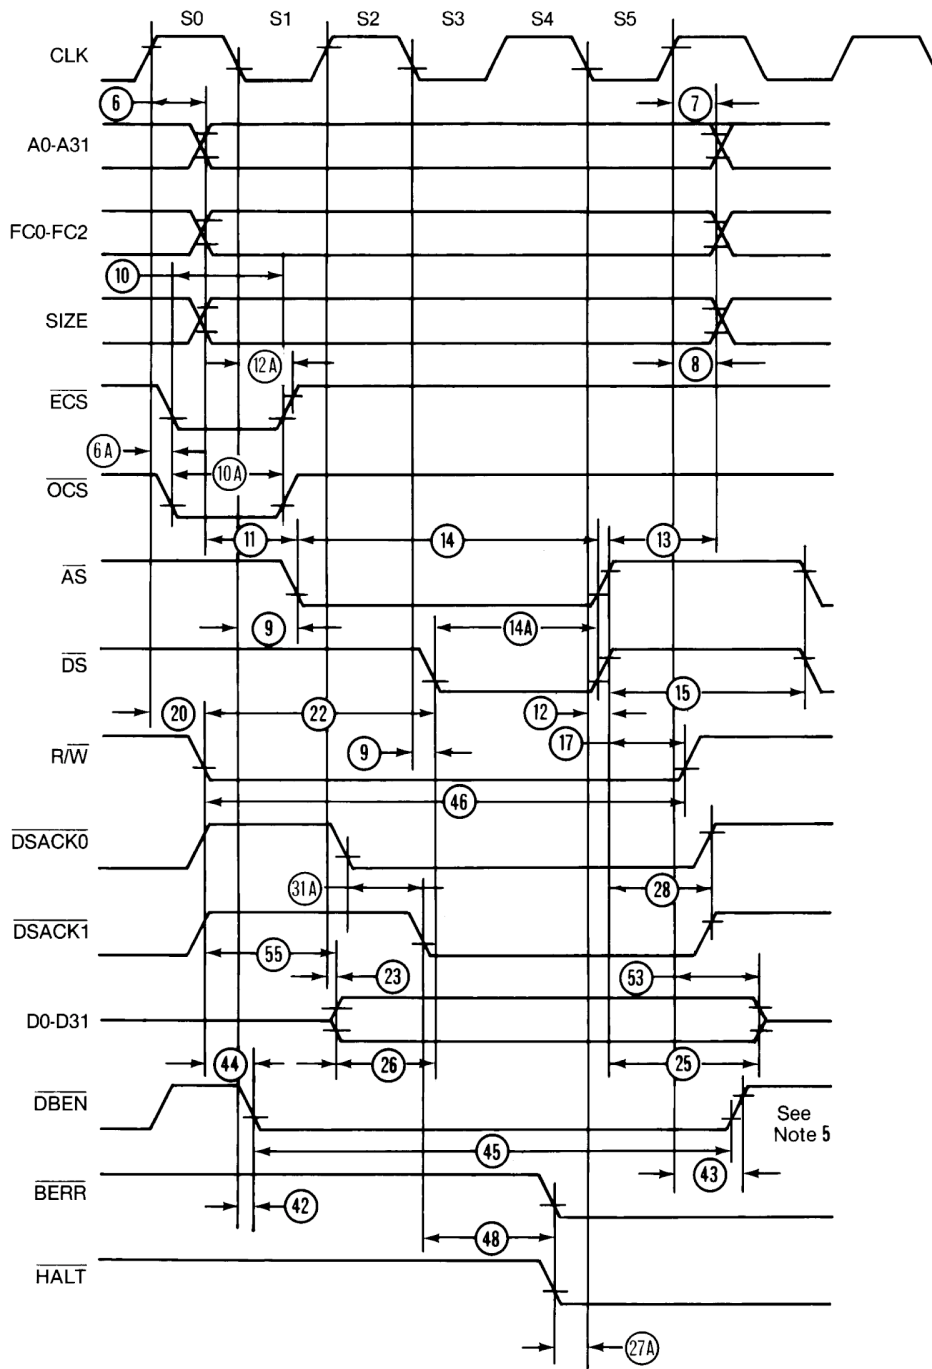 S0 S1 S2 S3 S4 S5
CLK
6 7
A0-A31
FC0-FC2
10
SIZE
12A 8
ECS
6A 10A
OCS
11 14 13
AS
9 14A
DS
15
20 22 12
17
R/W
9
46
DSACK0
31A 28
DSACK1
55
23 53
D0-D31
44 26 25
DBEN
See
Note 5
45
43
BERR
42
48
HALT
27A